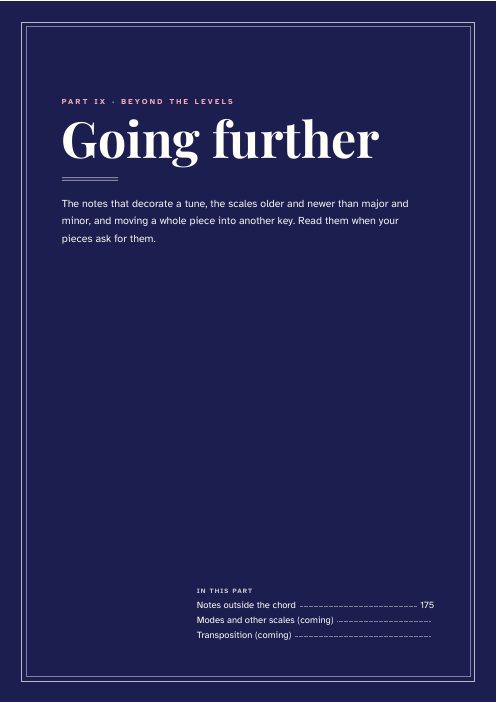 PART IX · BEYOND THE LEVELS
Going further
The notes that decorate a tune, the scales older and newer than major and
minor, and moving a whole piece into another key. Read them when your
pieces ask for them.
IN THIS PART
Notes outside the chord 175
Modes and other scales (coming)
Transposition (coming)